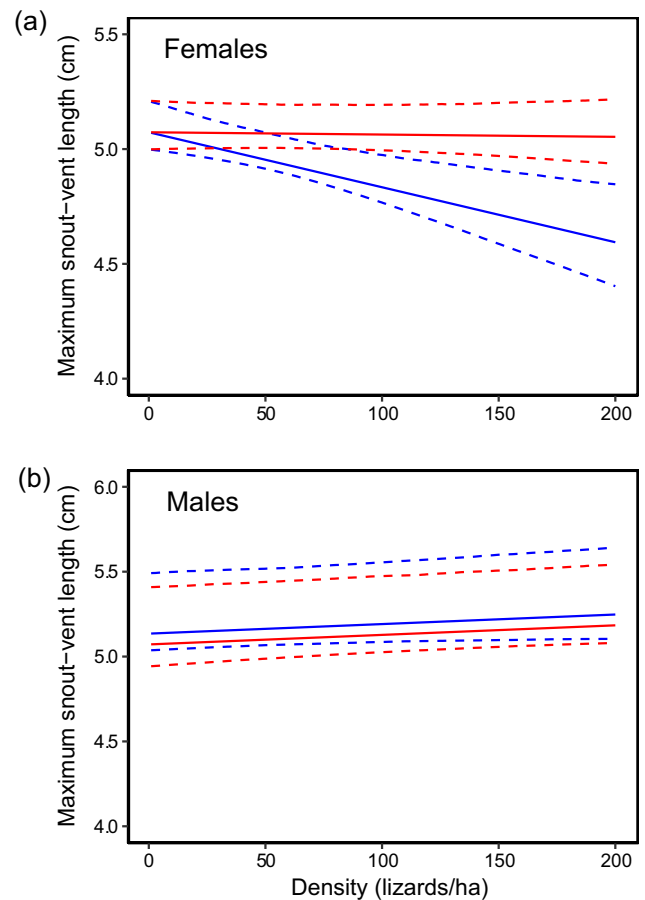 (a)
Females
Maximum snout−vent length (cm)
5.5
5.0
4.5
4.0
0 50 100 150 200
(b)
Males
Maximum snout−vent length (cm)
6.0
5.5
5.0
4.5
4.0
0 50 100 150 200
Density (lizards/ha)